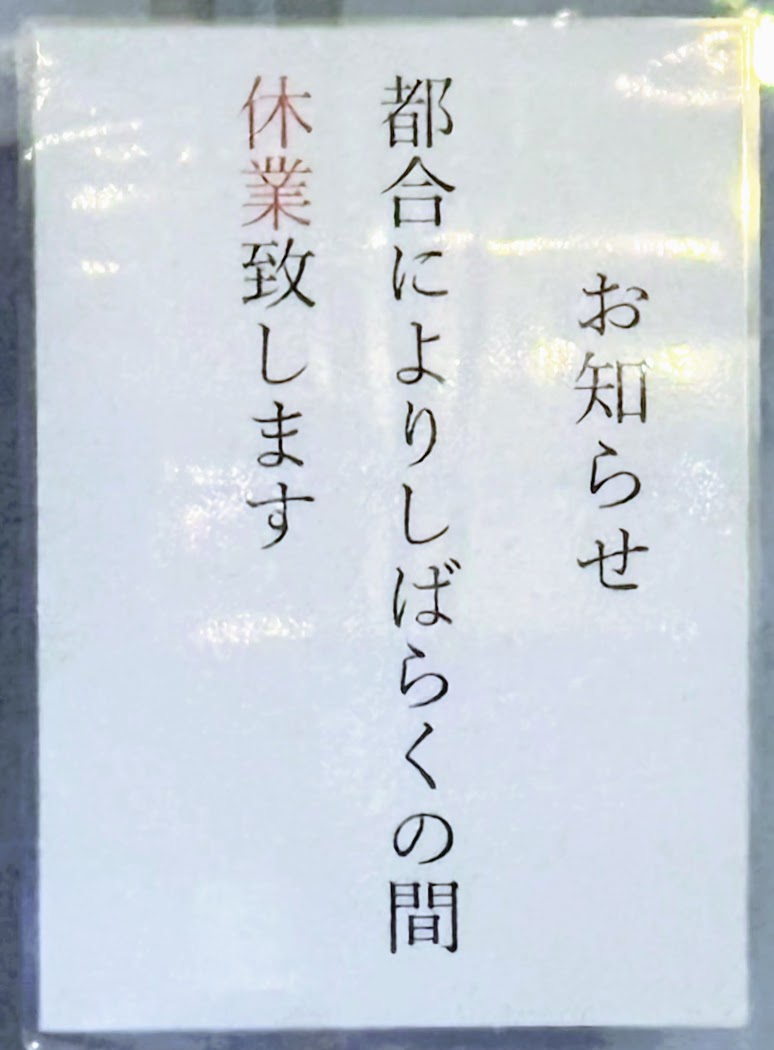 お知らせ
都合によりしばらくの間
休業致します